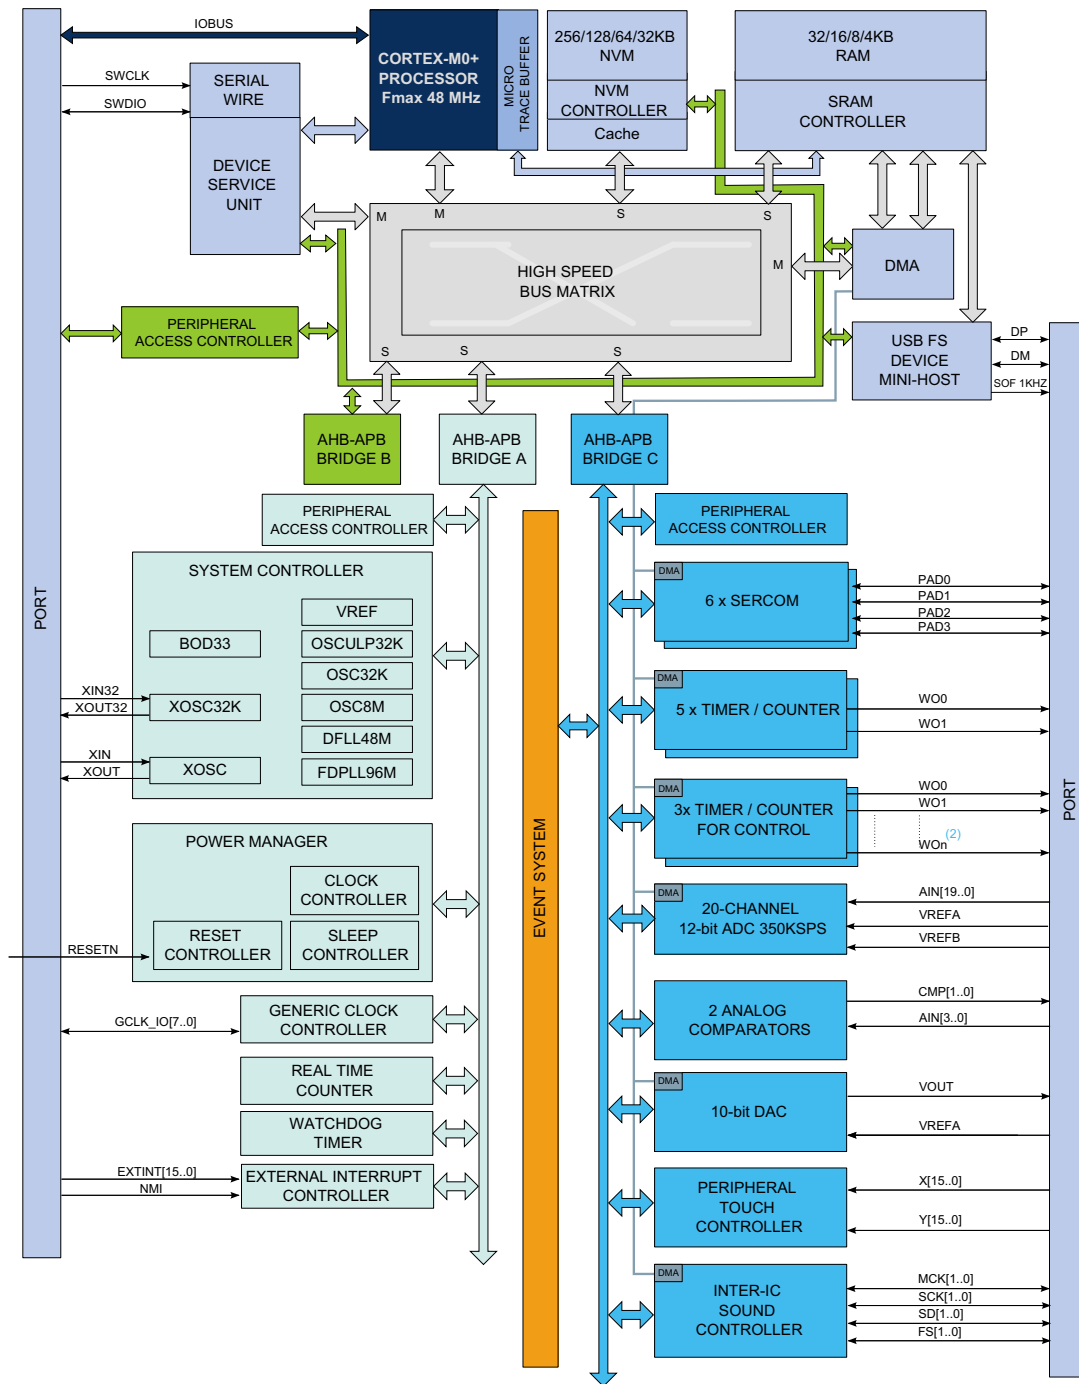 IOBUS
CORTEX-M0+
PROCESSOR
Fmax 48 MHz
MICRO
TRACE BUFFER
256/128/64/32KB
NVM
NVM
CONTROLLER
Cache
32/16/8/4KB
RAM
SRAM
CONTROLLER
SWCLK
SWDIO
SERIAL
WIRE
DEVICE
SERVICE
UNIT
M
M
S
S
HIGH SPEED
BUS MATRIX
M
DMA
PERIPHERAL
ACCESS CONTROLLER
S
S
S
USB FS
DEVICE
MINI-HOST
DP
DM
SOF 1KHZ
AHB-APB
BRIDGE B
AHB-APB
BRIDGE A
AHB-APB
BRIDGE C
PORT
PERIPHERAL
ACCESS CONTROLLER
SYSTEM CONTROLLER
VREF
BOD33
OSCULP32K
OSC32K
XIN32
XOUT32
XOSC32K
OSC8M
DFLL48M
XIN
XOUT
XOSC
FDPLL96M
POWER MANAGER
CLOCK
CONTROLLER
RESETN
RESET
CONTROLLER
SLEEP
CONTROLLER
GCLK_IO[7..0]
GENERIC CLOCK
CONTROLLER
REAL TIME
COUNTER
WATCHDOG
TIMER
EXTINT[15..0]
NMI
EXTERNAL INTERRUPT
CONTROLLER
EVENT SYSTEM
PERIPHERAL
ACCESS CONTROLLER
DMA
6 x SERCOM
PAD0
PAD1
PAD2
PAD3
DMA
5 x TIMER / COUNTER
WO0
WO1
DMA
3x TIMER / COUNTER
FOR CONTROL
WO0
WO1
(2)
WOn
DMA
20-CHANNEL
12-bit ADC 350KSPS
AIN[19..0]
VREFA
VREFB
2 ANALOG
COMPARATORS
CMP[1..0]
AIN[3..0]
DMA
10-bit DAC
VOUT
VREFA
PERIPHERAL
TOUCH
CONTROLLER
X[15..0]
Y[15..0]
DMA
INTER-IC
SOUND
CONTROLLER
MCK[1..0]
SCK[1..0]
SD[1..0]
FS[1..0]
PORT